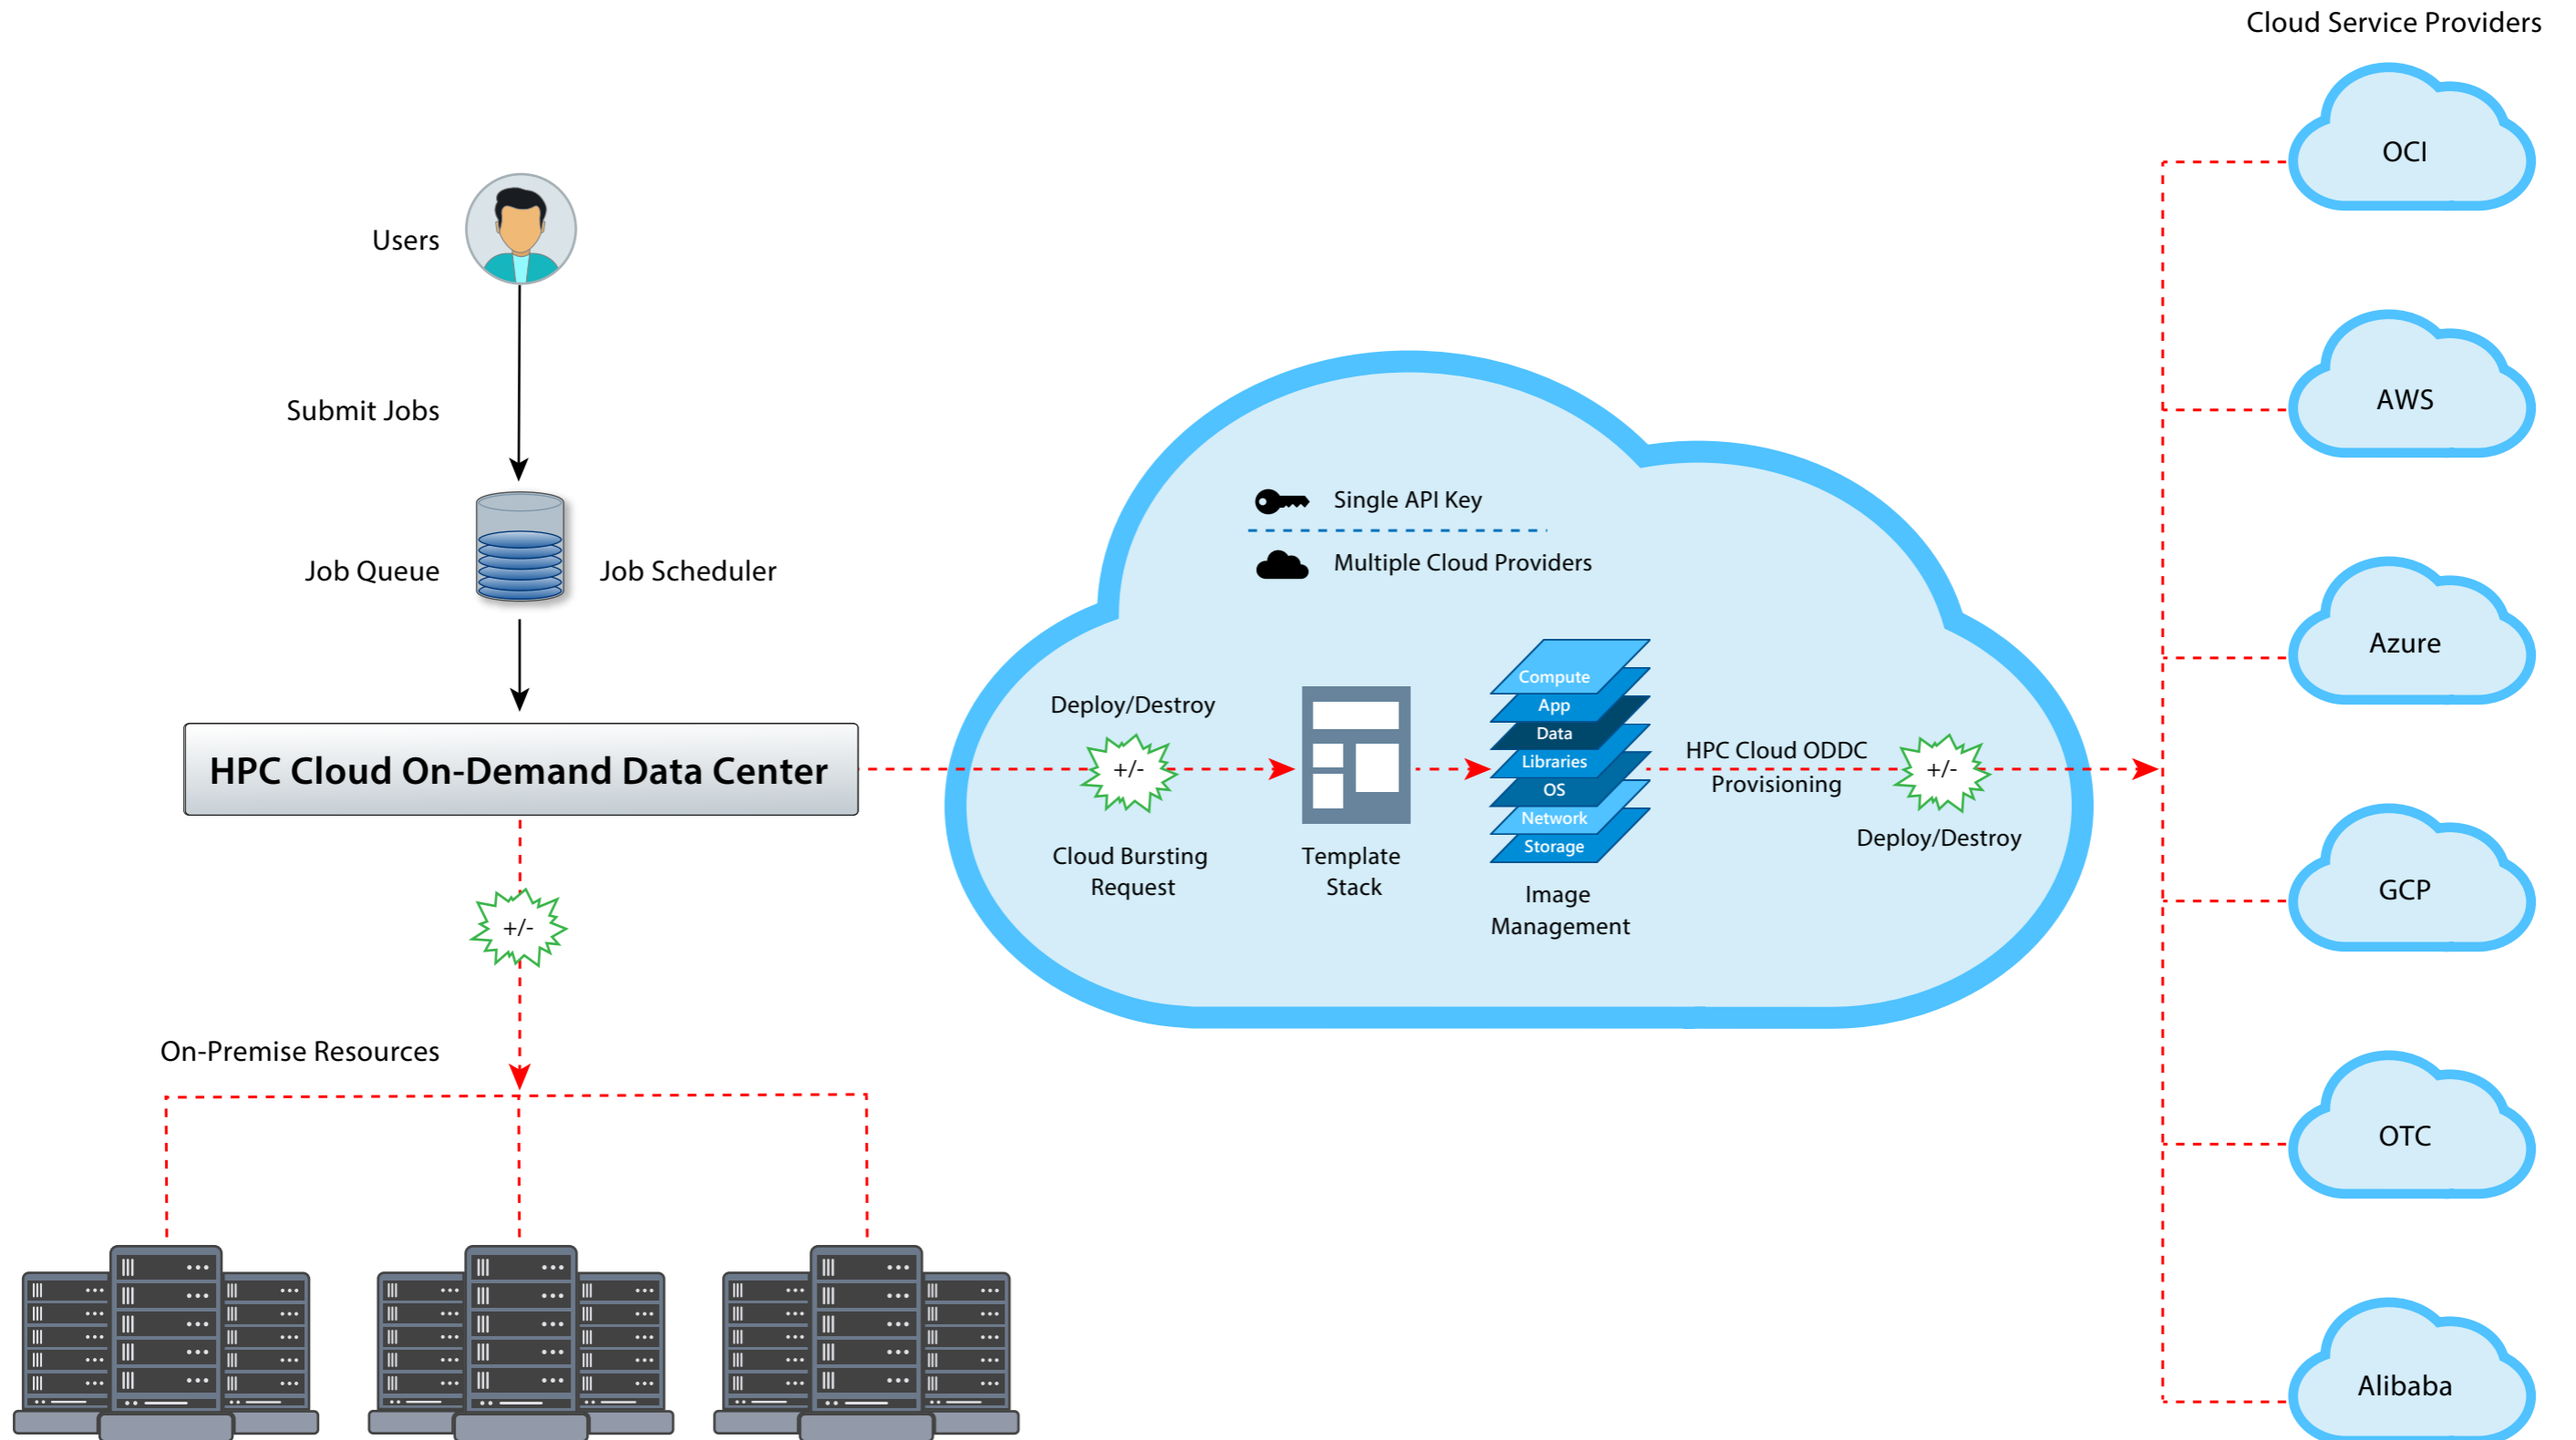 Cloud Service Providers
OCI
Users
AWS
Submit Jobs
Single API Key
Job Queue
Job Scheduler
Multiple Cloud Providers
Azure
Compute
App
Data
Libraries
OS
Network
Storage
Deploy/Destroy
HPC Cloud On-Demand Data Center
+/-
HPC Cloud ODDC
Provisioning
+/-
Deploy/Destroy
Cloud Bursting
Request
Template
Stack
Image
Management
GCP
+/-
On-Premise Resources
OTC
Alibaba